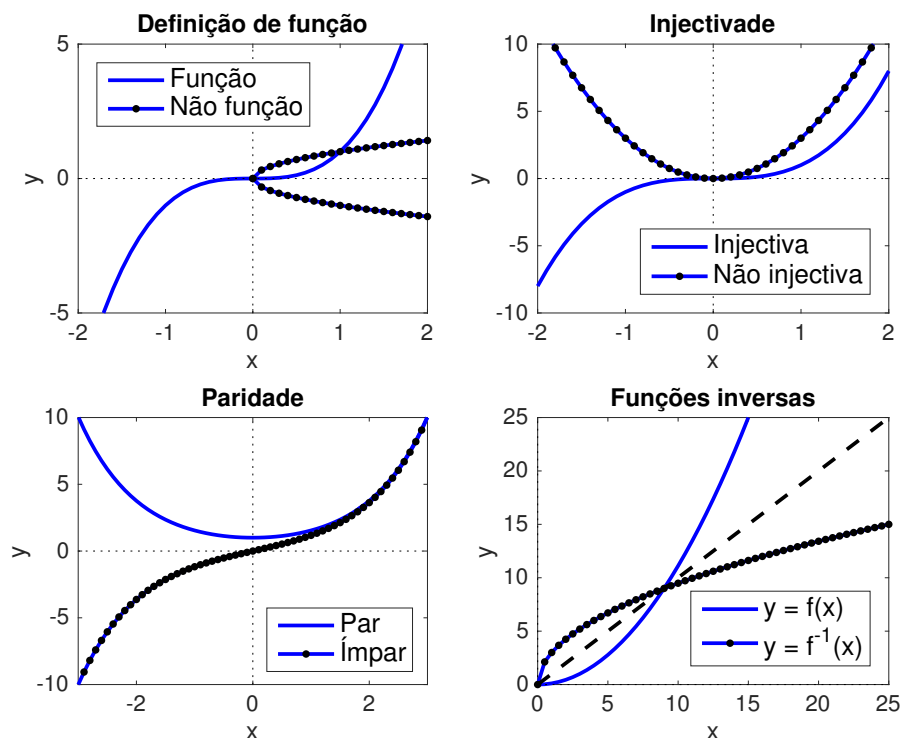 Definição de função
5
0
-5
y
Função
Não função
-2
-1
0
1
2
x
Injectivade
10
5
0
-5
-10
y
Injectiva
Não injectiva
-2
-1
0
1
2
x
Paridade
10
5
0
-5
-10
y
Par
Ímpar
-2
0
2
x
Funções inversas
25
20
15
10
5
0
y
y = f(x)
y = f⁻¹(x)
0
5
10
15
20
25
x